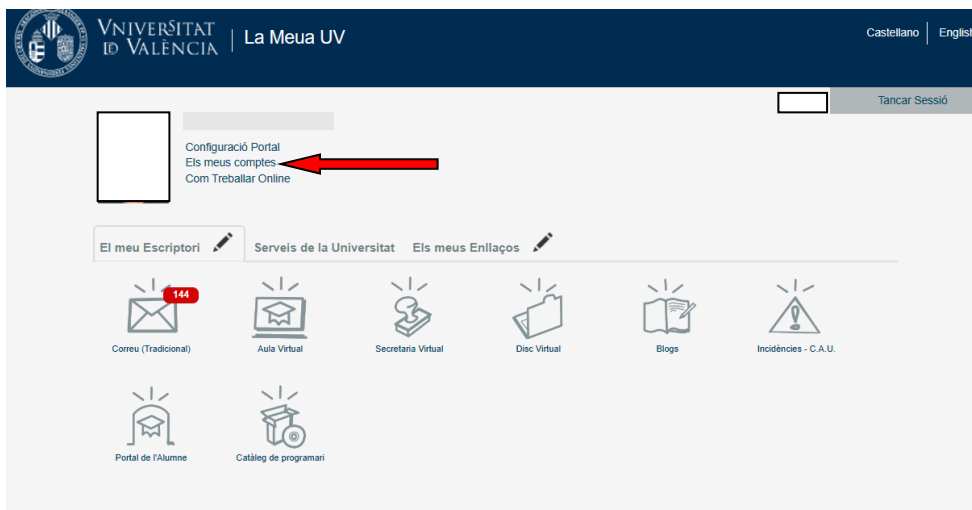 VNIVERSITAT
ID VALÈNCIA
La Meua UV
Castellano
English
Tancar Sessió
Configuració Portal
Els meus comptes
Com Treballar Online
El meu Escriptori
Serveis de la Universitat
Els meus Enllaços
144
Correu (Tradicional)
Aula Virtual
Secretaria Virtual
Disc Virtual
Blogs
Incidències - C.A.U.
Portal de l'Alumne
Catàleg de programari